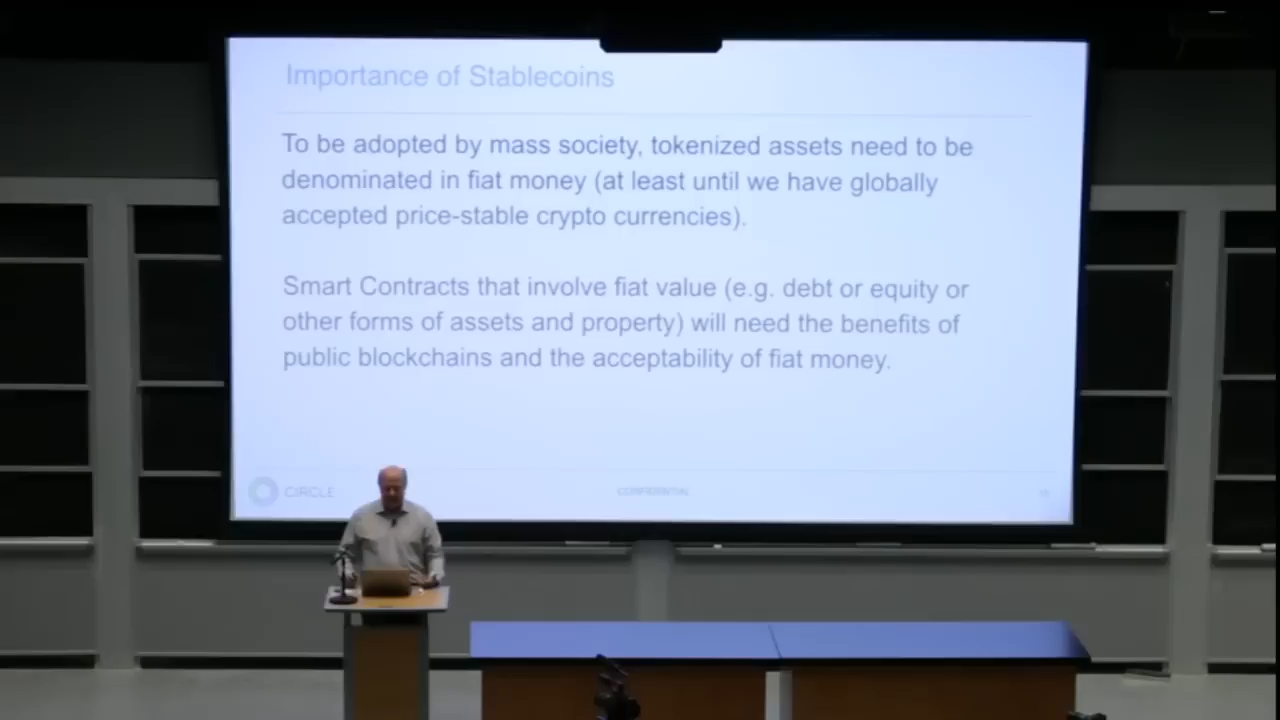 Importance of Stablecoins
To be adopted by mass society, tokenized assets need to be
denominated in fiat money (at least until we have globally
accepted price-stable crypto currencies).
Smart Contracts that involve fiat value (e.g. debt or equity or
other forms of assets and property) will need the benefits of
public blockchains and the acceptability of fiat money.
CIRCLE
CONFIDENTIAL